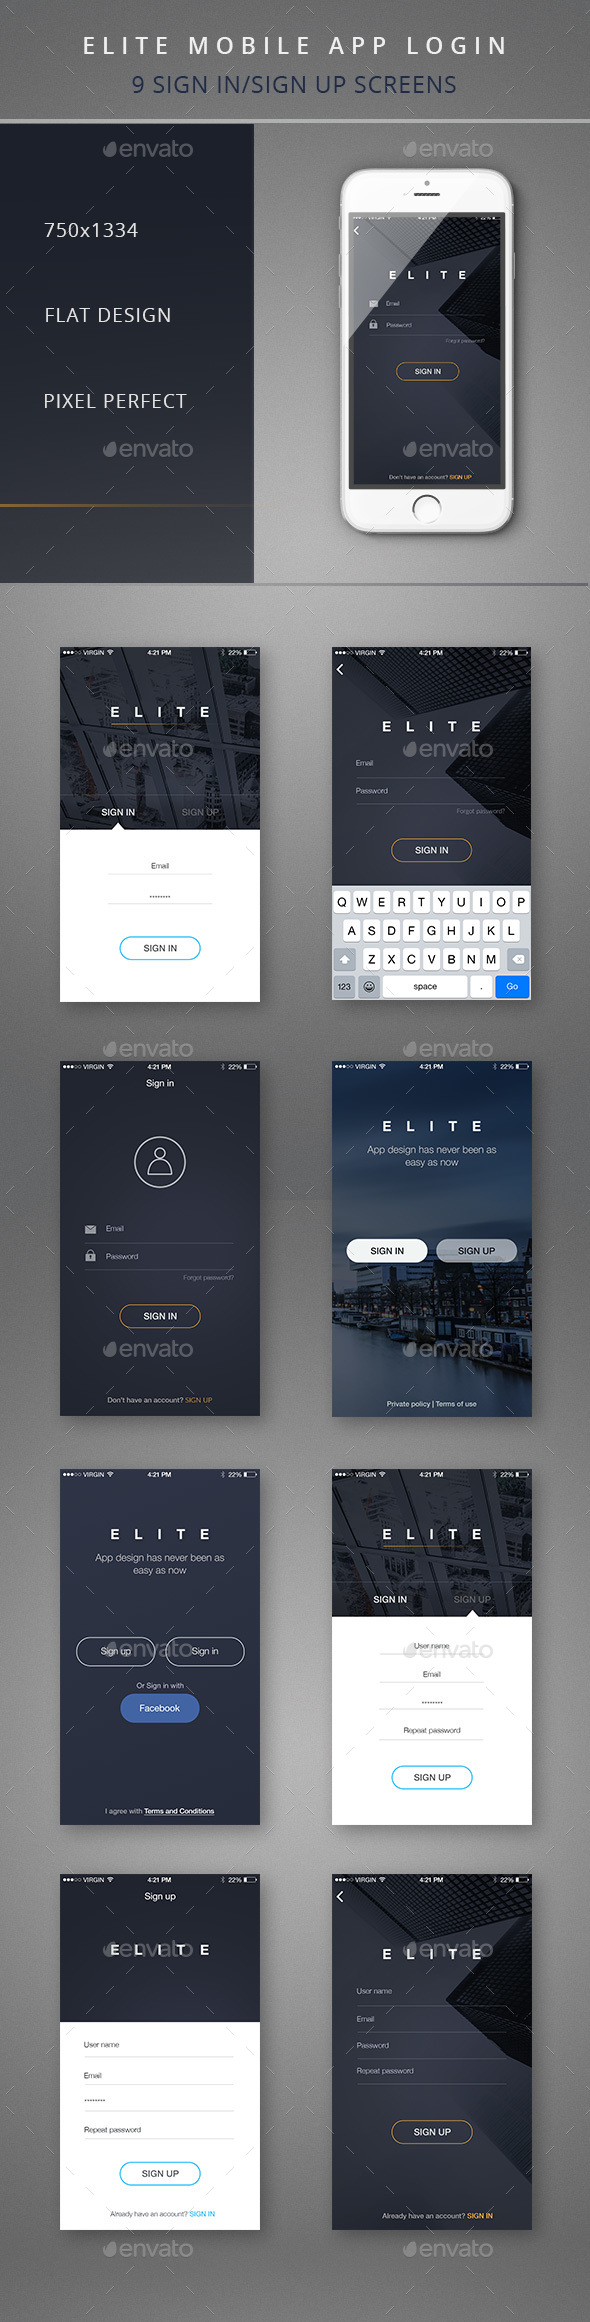 ELITE MOBILE APP LOGIN
9 SIGN IN/SIGN UP SCREENS
envato
envato
750x1334
FLAT DESIGN
PIXEL PERFECT
envato
envato
4:21 PM
ELITE
Email
Password
Forgot password?
SIGN IN
Don't have an account? SIGN UP
VIRGIN 4:21 PM 22%
ELITE
envato
SIGN IN SIGN UP
Email
••••••••
SIGN IN
VIRGIN 4:21 PM 22%
ELITE
envato
Email
Password
Forgot password?
SIGN IN
Q W E R T Y U I O P
A S D F G H J K L
Z X C V B N M
123 space . Go
envato
envato
VIRGIN 4:21 PM 22%
Sign in
Email
Password
Forgot password?
SIGN IN
envato
Don't have an account? SIGN UP
VIRGIN 4:21 PM 22%
ELITE
App design has never been as
easy as now
SIGN IN SIGN UP
envato
Private policy | Terms of use
VIRGIN 4:21 PM 22%
ELITE
App design has never been as
easy as now
envato
Sign up Sign in
Or Sign in with
Facebook
I agree with Terms and Conditions
VIRGIN 4:21 PM 22%
ELITE
SIGN IN SIGN UP
User name
envato
Email
••••••••
Repeat password
SIGN UP
VIRGIN 4:21 PM 22%
Sign up
ELITE
envato
User name
Email
••••••••
Repeat password
SIGN UP
Already have an account? SIGN IN
VIRGIN 4:21 PM 22%
ELITE
envato
User name
Email
Password
Repeat password
SIGN UP
Already have an account? SIGN IN
envato
envato